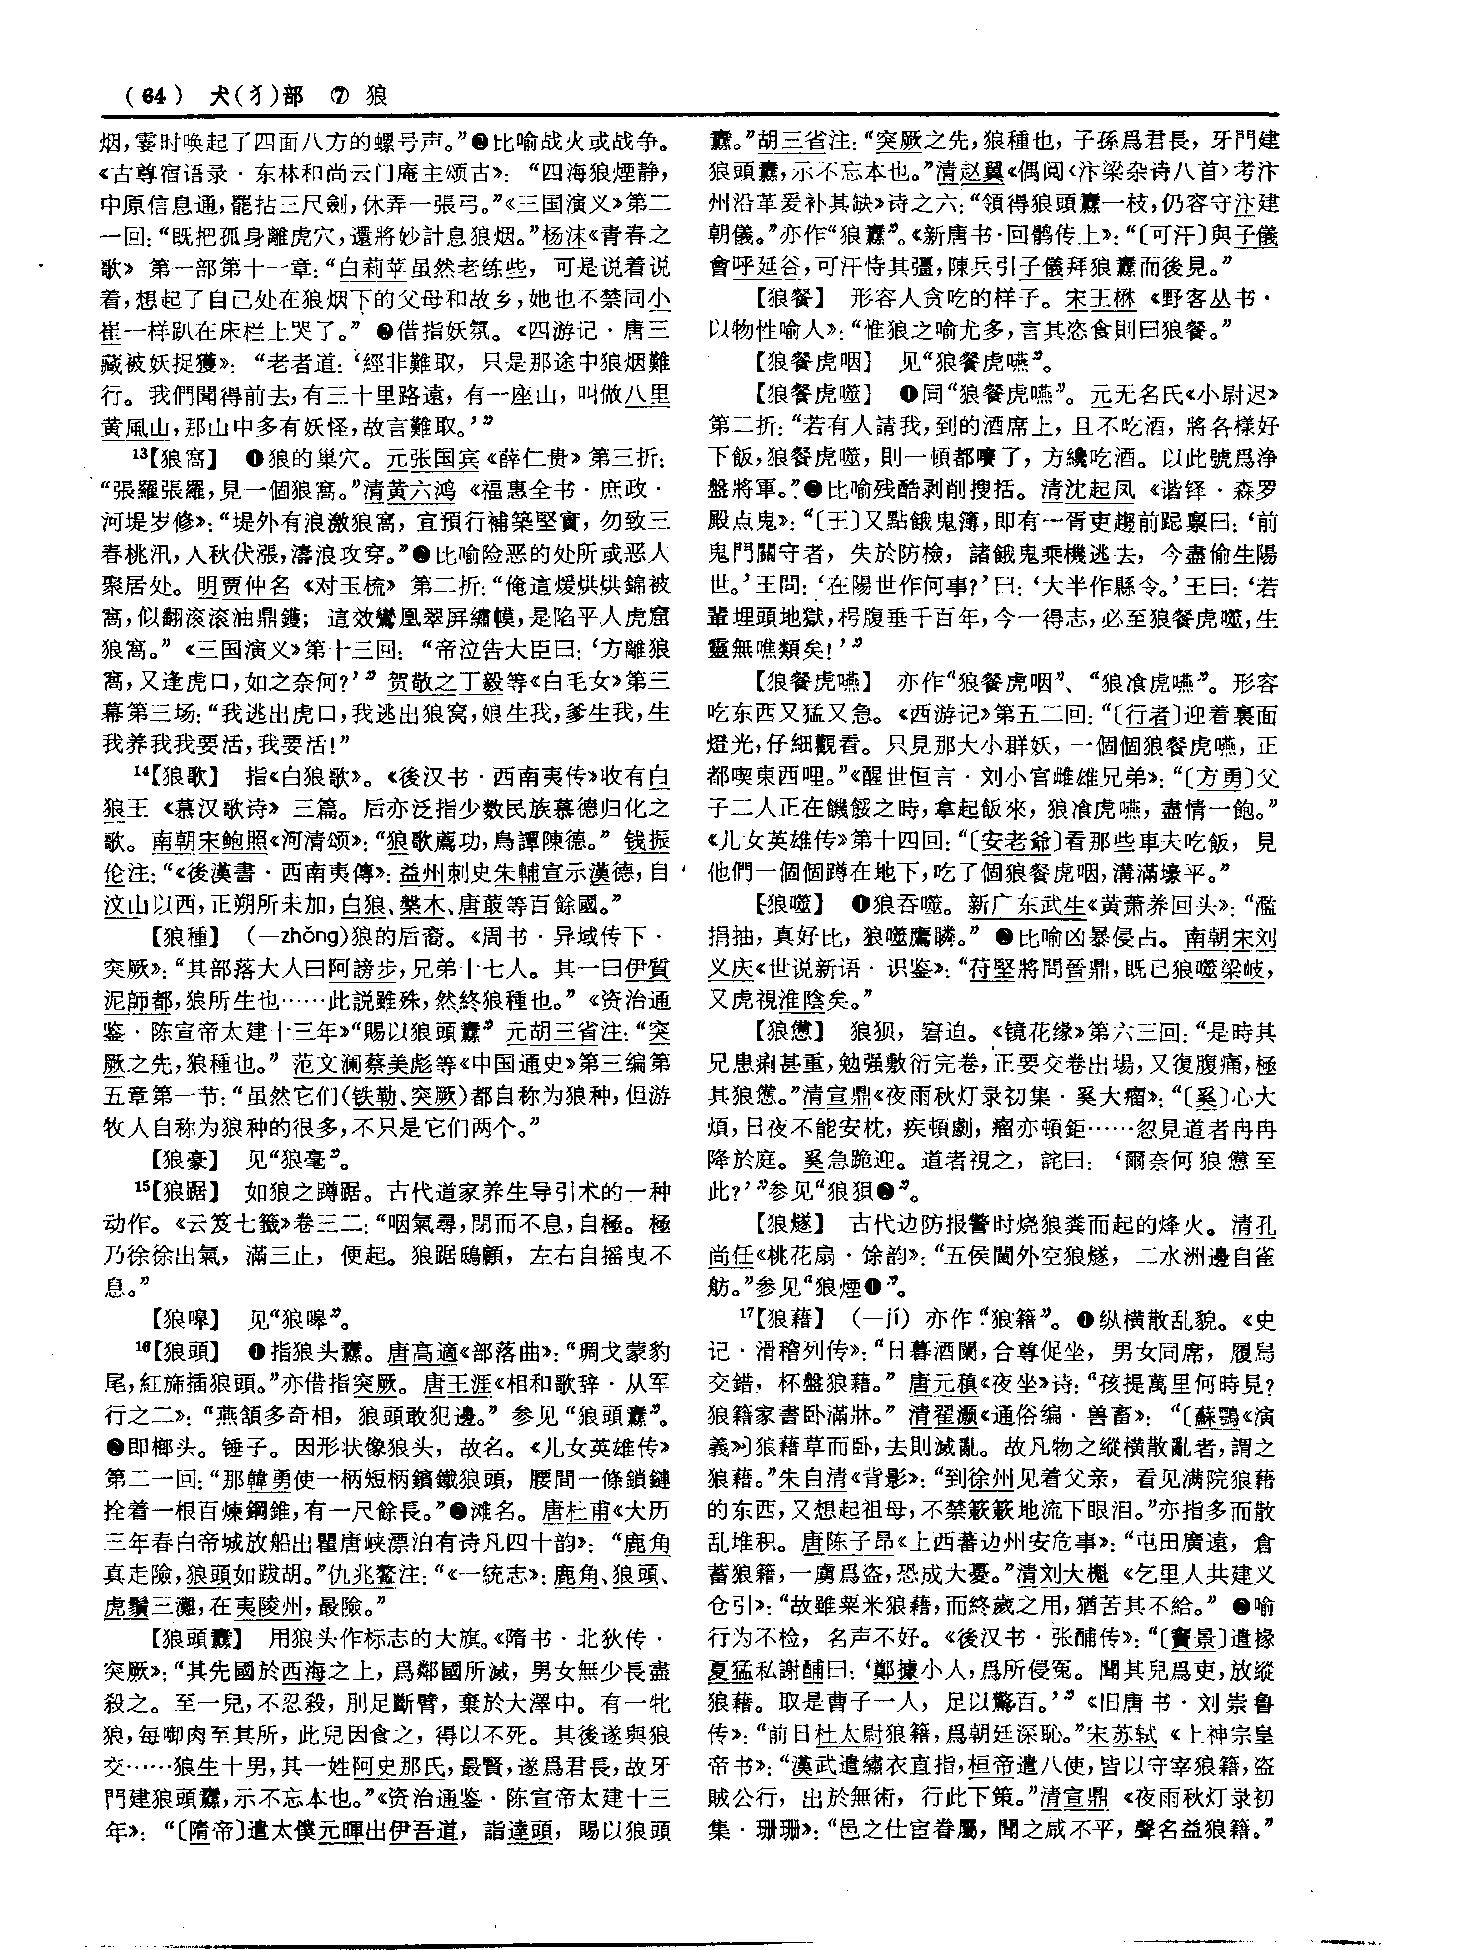 (64) 犬(犭)部 ⑦ 狼
烟，霎时唤起了四面八方的螺号声。”❷比喻战火或战争。
《古尊宿语录·东林和尚云门庵主颂古》：“四海狼煙静，
中原信息通，罷拈三尺劍，休弄一張弓。”《三国演义》第二
一回：“既把孤身離虎穴，還將妙計息狼烟。”杨沫《青春之
歌》第一部第十一章：“白莉苹虽然老练些，可是说着说
着，想起了自己处在狼烟下的父母和故乡，她也不禁同小
崔一样趴在床栏上哭了。”❸借指妖氛。《四游记·唐三
藏被妖捉獲》：“老者道：‘經非難取，只是那途中狼烟難
行。我們聞得前去，有三十里路遠，有一座山，叫做八里
黄風山，那山中多有妖怪，故言難取。’”
13【狼窩】 ❶狼的巢穴。元张国宾《薛仁贵》第三折：
“張羅張羅，見一個狼窩。”清黄六鸿《福惠全书·庶政·
河堤岁修》：“堤外有浪激狼窩，宜預行補築堅實，勿致三
春桃汛，人秋伏漲，濤浪攻穿。”❷比喻险恶的处所或恶人
聚居处。明贾仲名《对玉梳》第二折：“俺這煖烘烘錦被
窩，似翻滚滚油鼎鑊；這效鸞凰翠屏繡幙，是陷平人虎窟
狼窩。”《三国演义》第十三回：“帝泣告大臣曰：‘方離狼
窩，又逢虎口，如之奈何？’”贺敬之丁毅等《白毛女》第三
幕第三场：“我逃出虎口，我逃出狼窝，娘生我，爹生我，生
我养我我要活，我要活！”
14【狼歌】 指《白狼歌》。《後汉书·西南夷传》收有白
狼王《慕汉歌诗》三篇。后亦泛指少数民族慕德归化之
歌。南朝宋鲍照《河清颂》：“狼歌薦功，鳥譯陳德。”钱振
伦注：“《後漢書·西南夷傳》：益州刺史朱輔宣示漢德，自
汶山以西，正朔所未加，白狼、槃木、唐菆等百餘國。”
【狼種】 （—zhǒng）狼的后裔。《周书·异域传下·
突厥》：“其部落大人曰阿謗步，兄弟十七人。其一曰伊質
泥師都，狼所生也……此説雖殊，然終狼種也。”《资治通
鉴·陈宣帝太建十三年》“賜以狼頭纛”元胡三省注：“突
厥之先，狼種也。”范文澜蔡美彪等《中国通史》第三编第
五章第一节：“虽然它们（铁勒、突厥）都自称为狼种，但游
牧人自称为狼种的很多，不只是它们两个。”
【狼豪】 见“狼毫”。
15【狼踞】 如狼之蹲踞。古代道家养生导引术的一种
动作。《云笈七籤》卷三二：“咽氣尋，閉而不息，自極。極
乃徐徐出氣，滿三止，便起。狼踞鴟顧，左右自摇曳不
息。”
【狼嘷】 见“狼嗥”。
16【狼頭】 ❶指狼头纛。唐高適《部落曲》：“琱戈蒙豹
尾，紅斾插狼頭。”亦借指突厥。唐王涯《相和歌辞·从军
行之二》：“燕頷多奇相，狼頭敢犯邊。”参见“狼頭纛”。
❷即榔头。锤子。因形状像狼头，故名。《儿女英雄传》
第二一回：“那韓勇使一柄短柄鑌鐵狼頭，腰間一條鎖鏈
拴着一根百煉鋼錐，有一尺餘長。”❸滩名。唐杜甫《大历
三年春白帝城放船出瞿唐峡漂泊有诗凡四十韵》：“鹿角
真走險，狼頭如跋胡。”仇兆鳌注：“《一統志》：鹿角、狼頭、
虎鬚三灘，在夷陵州，最險。”
【狼頭纛】 用狼头作标志的大旗。《隋书·北狄传·
突厥》：“其先國於西海之上，爲鄰國所滅，男女無少長盡
殺之。至一兒，不忍殺，刖足斷臂，棄於大澤中。有一牝
狼，每啣肉至其所，此兒因食之，得以不死。其後遂與狼
交……狼生十男，其一姓阿史那氏，最賢，遂爲君長，故牙
門建狼頭纛，示不忘本也。”《资治通鉴·陈宣帝太建十三
年》：“〔隋帝〕遣太僕元暉出伊吾道，詣達頭，賜以狼頭
纛。”胡三省注：“突厥之先，狼種也，子孫爲君長，牙門建
狼頭纛，示不忘本也。”清赵翼《偶阅〈汴梁杂诗八首〉考汴
州沿革爰补其缺》诗之六：“領得狼頭纛一枝，仍容守汴建
朝儀。”亦作“狼纛”。《新唐书·回鹘传上》：“〔可汗〕與子儀
會呼延谷，可汗恃其彊，陳兵引子儀拜狼纛而後見。”
【狼餐】 形容人贪吃的样子。宋王楙《野客丛书·
以物性喻人》：“惟狼之喻尤多，言其恣食則曰狼餐。”
【狼餐虎咽】 见“狼餐虎嚥”。
【狼餐虎噬】 ❶同“狼餐虎嚥”。元无名氏《小尉迟》
第二折：“若有人請我，到的酒席上，且不吃酒，將各様好
下飯，狼餐虎噬，則一頓都嚷了，方纔吃酒。以此號爲净
盤將軍。”❷比喻残酷剥削搜括。清沈起凤《谐铎·森罗
殿点鬼》：“〔王〕又點餓鬼簿，即有一胥吏趨前跽禀曰：‘前
鬼門關守者，失於防檢，諸餓鬼乘機逃去，今盡偷生陽
世。’王問：‘在陽世作何事？’曰：‘大半作縣令。’王曰：‘若
輩埋頭地獄，枵腹垂千百年，今一得志，必至狼餐虎噬，生
靈無噍類矣！’”
【狼餐虎嚥】 亦作“狼餐虎咽”、“狼飡虎嚥”。形容
吃东西又猛又急。《西游记》第五二回：“〔行者〕迎着裏面
燈光，仔細觀看。只見那大小群妖，一個個狼餐虎嚥，正
都喫東西哩。”《醒世恒言·刘小官雌雄兄弟》：“〔方勇〕父
子二人正在饑餒之時，拿起飯來，狼飡虎嚥，盡情一飽。”
《儿女英雄传》第十四回：“〔安老爺〕看那些車夫吃飯，見
他們一個個蹲在地下，吃了個狼餐虎咽，溝滿壕平。”
【狼噬】 ❶狼吞噬。新广东武生《黄萧养回头》：“濫
捐抽，真好比，狼噬鷹瞵。”❷比喻凶暴侵占。南朝宋刘
义庆《世说新语·识鉴》：“苻堅將問晉鼎，既已狼噬梁岐，
又虎視淮陰矣。”
【狼憊】 狼狈，窘迫。《镜花缘》第六三回：“是時其
兄患痢甚重，勉强敷衍完卷，正要交卷出場，又復腹痛，極
其狼憊。”清宣鼎《夜雨秋灯录初集·奚大瘤》：“〔奚〕心大
煩，日夜不能安枕，疾頓劇，瘤亦頓鉅……忽見道者冉冉
降於庭。奚急跪迎。道者視之，詫曰：‘爾奈何狼憊至
此？’”参见“狼狽❷”。
【狼燧】 古代边防报警时烧狼粪而起的烽火。清孔
尚任《桃花扇·馀韵》：“五侯閫外空狼燧，二水洲邊自雀
舫。”参见“狼煙❶”。
17【狼藉】 （—jí）亦作“狼籍”。❶纵横散乱貌。《史
记·滑稽列传》：“日暮酒闌，合尊促坐，男女同席，履舄
交錯，杯盤狼藉。”唐元稹《夜坐》诗：“孩提萬里何時見？
狼籍家書卧滿牀。”清翟灏《通俗编·兽畜》：“〔蘇鶚《演
義》〕狼藉草而卧，去則滅亂。故凡物之縱横散亂者，謂之
狼藉。”朱自清《背影》：“到徐州见着父亲，看见满院狼藉
的东西，又想起祖母，不禁簌簌地流下眼泪。”亦指多而散
乱堆积。唐陈子昂《上西蕃边州安危事》：“屯田廣遠，倉
蓄狼籍，一虜爲盗，恐成大憂。”清刘大櫆《乞里人共建义
仓引》：“故雖粟米狼藉，而終歲之用，猶苦其不給。”❷喻
行为不检，名声不好。《後汉书·张酺传》：“〔竇景〕遣掾
夏猛私謝酺曰：‘鄭據小人，爲所侵冤。聞其兒爲吏，放縱
狼藉。取是曹子一人，足以驚百。’”《旧唐书·刘崇鲁
传》：“前日杜太尉狼籍，爲朝廷深恥。”宋苏轼《上神宗皇
帝书》：“漢武遣繡衣直指，桓帝遣八使，皆以守宰狼籍，盗
賊公行，出於無術，行此下策。”清宣鼎《夜雨秋灯录初
集·珊珊》：“邑之仕宦眷屬，聞之咸不平，聲名益狼籍。”